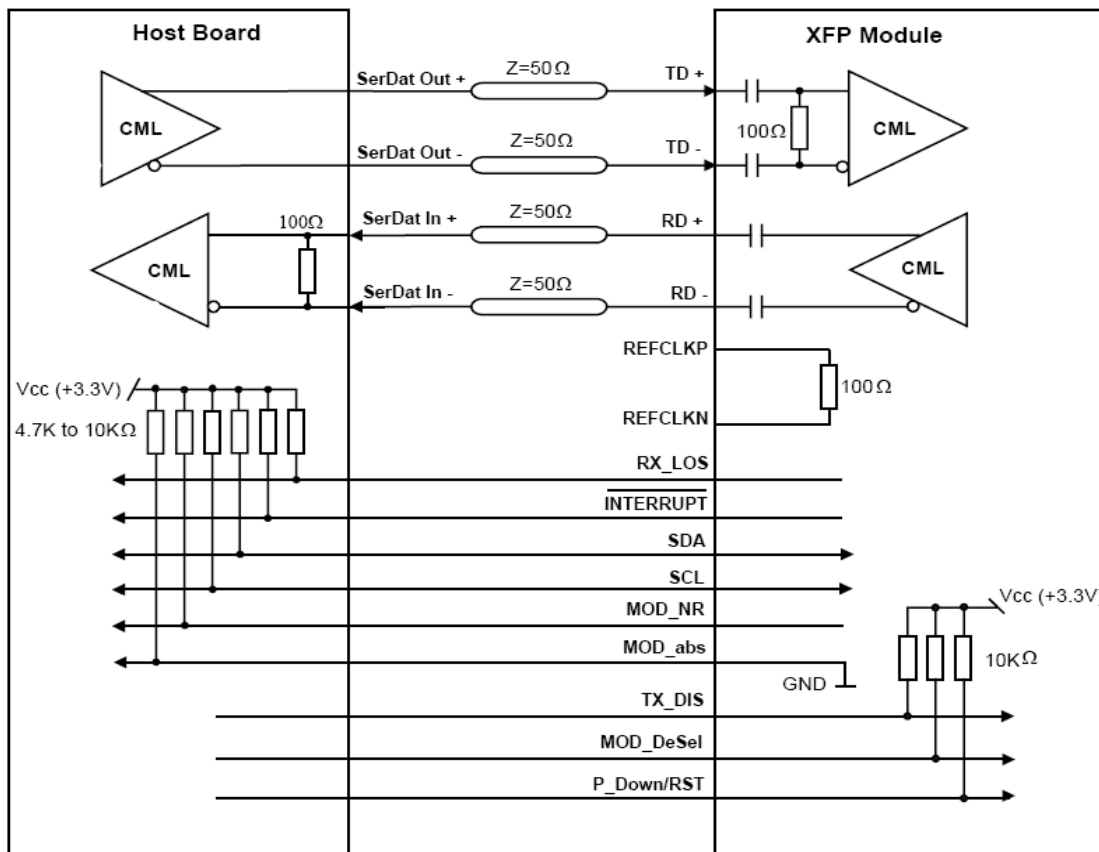 Host Board
XFP Module
SerDat Out +
Z=50Ω
TD +
CML
100Ω
CML
SerDat Out -
Z=50Ω
TD -
100Ω
SerDat In +
Z=50Ω
RD +
CML
CML
SerDat In -
Z=50Ω
RD -
REFCLKP
Vcc (+3.3V)
100Ω
4.7K to 10KΩ
REFCLKN
RX_LOS
INTERRUPT
SDA
SCL
Vcc (+3.3V)
MOD_NR
MOD_abs
10KΩ
GND
TX_DIS
MOD_DeSel
P_Down/RST